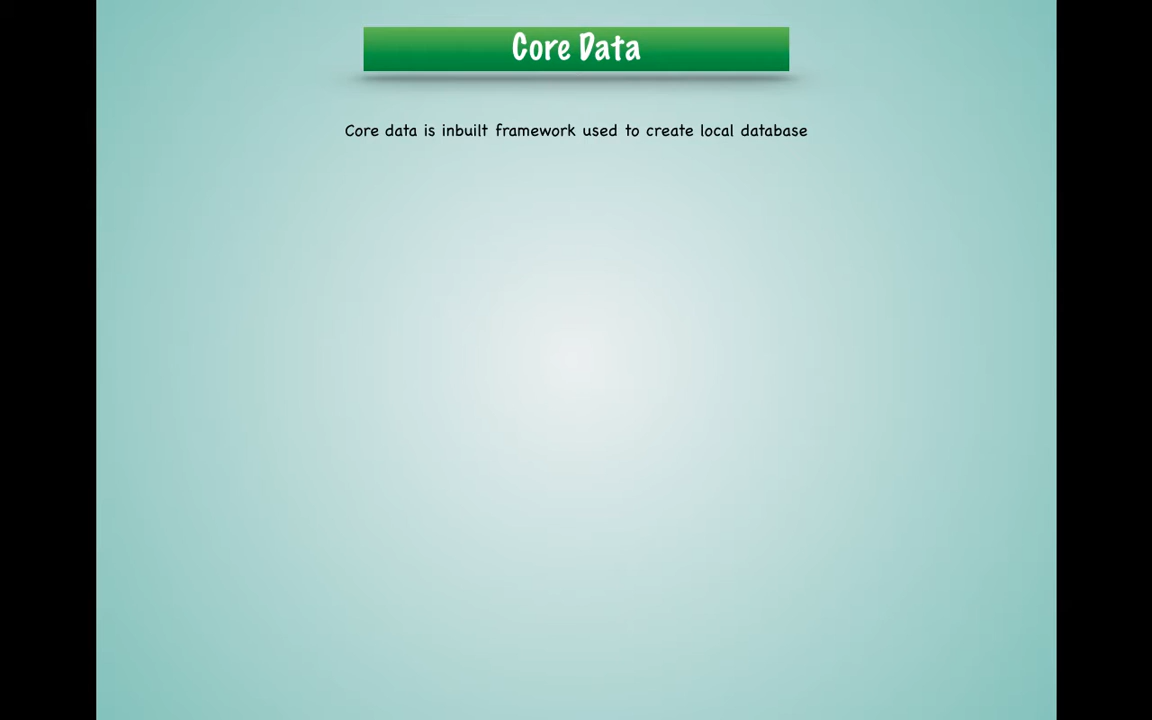 Core Data
Core data is inbuilt framework used to create local database